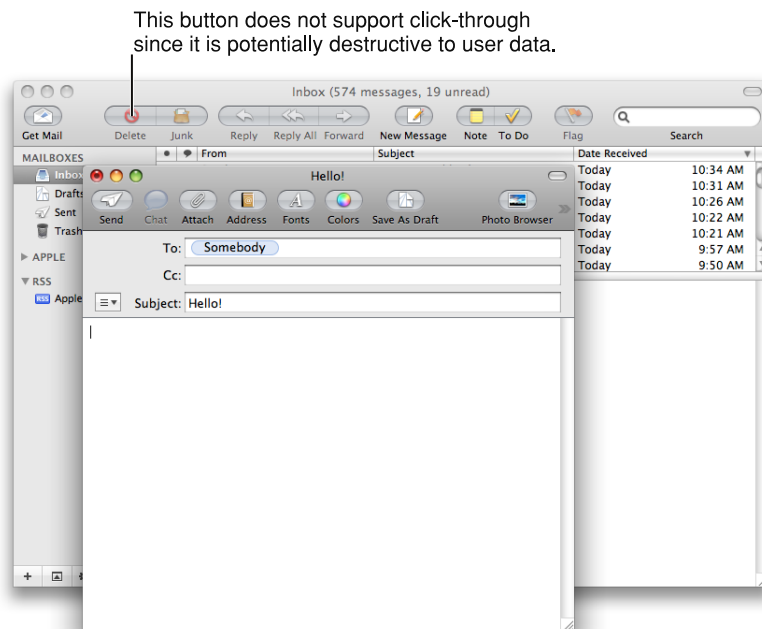 This button does not support click-through
since it is potentially destructive to user data.
Inbox (574 messages, 19 unread)
Get Mail Delete Junk Reply Reply All Forward New Message Note To Do Flag Search
MAILBOXES From Subject Date Received
Inbox
Drafts
Sent
Trash
APPLE
RSS
RSS Apple
Hello!
Send Chat Attach Address Fonts Colors Save As Draft Photo Browser
To: Somebody
Cc:
Subject: Hello!
Today 10:34 AM
Today 10:31 AM
Today 10:26 AM
Today 10:22 AM
Today 10:21 AM
Today 9:57 AM
Today 9:50 AM